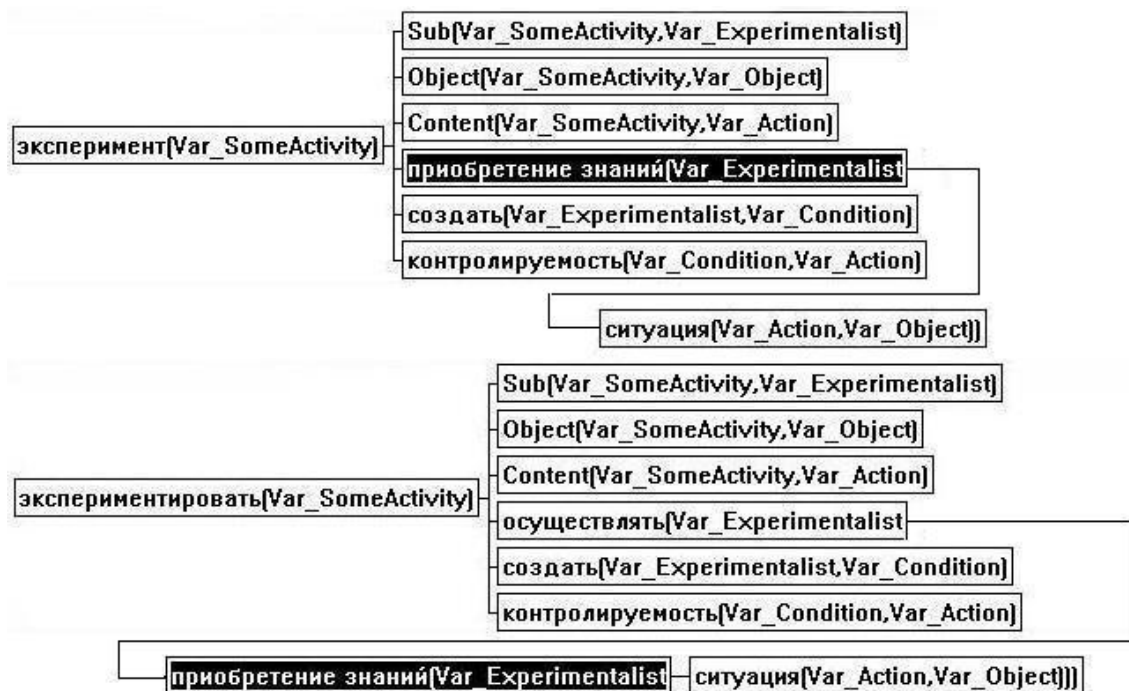 Sub(Var_SomeActivity,Var_Experimentalist)
Object(Var_SomeActivity,Var_Object)
Content(Var_SomeActivity,Var_Action)
эксперимент(Var_SomeActivity)
приобретение знаний(Var_Experimentalist
создать(Var_Experimentalist,Var_Condition)
контролируемость(Var_Condition,Var_Action)
ситуация(Var_Action,Var_Object))
Sub(Var_SomeActivity,Var_Experimentalist)
Object(Var_SomeActivity,Var_Object)
Content(Var_SomeActivity,Var_Action)
экспериментировать(Var_SomeActivity)
осуществлять(Var_Experimentalist
создать(Var_Experimentalist,Var_Condition)
контролируемость(Var_Condition,Var_Action)
приобретение знаний(Var_Experimentalist ситуация(Var_Action,Var_Object)))